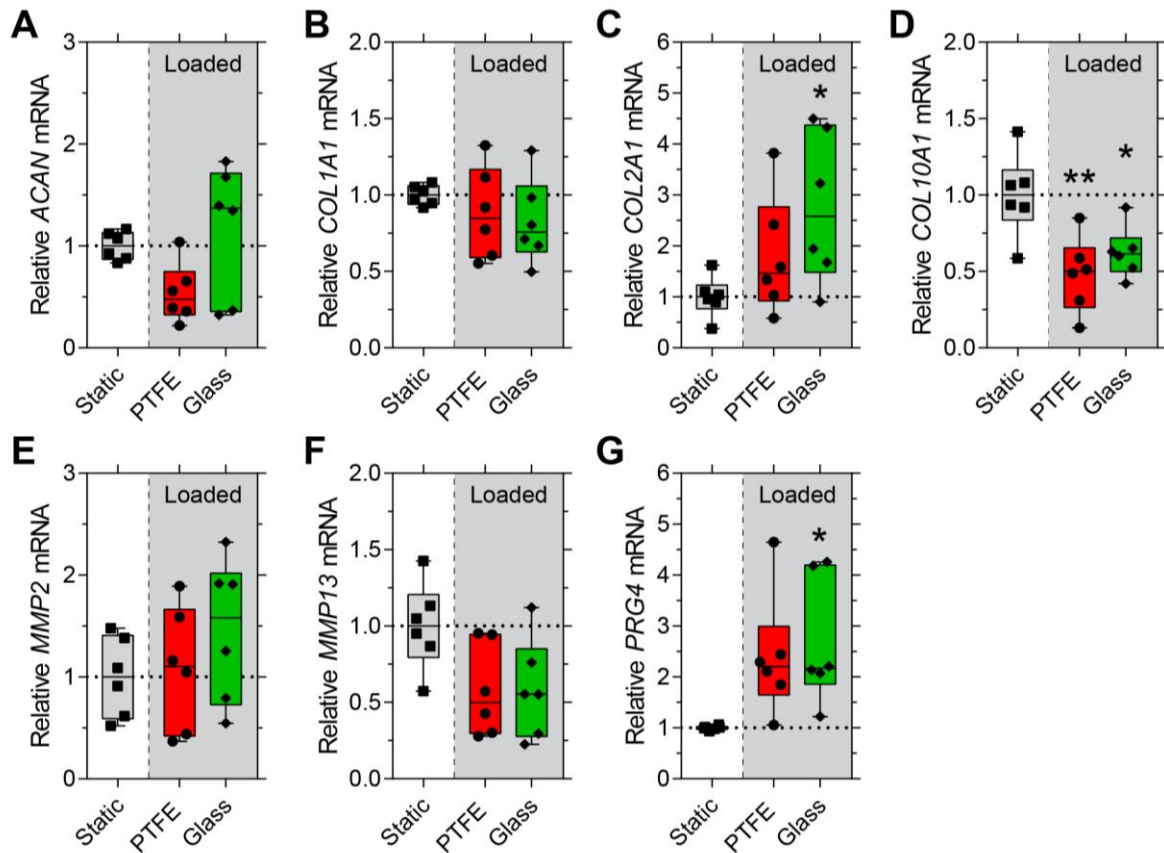 A
Relative ACAN mRNA
3
2
1
0
Loaded
Static
PTFE
Glass
B
Relative COL1A1 mRNA
2.0
1.5
1.0
0.5
0.0
Loaded
Static
PTFE
Glass
C
Relative COL2A1 mRNA
6
5
4
3
2
1
0
Loaded
*
Static
PTFE
Glass
D
Relative COL10A1 mRNA
2.0
1.5
1.0
0.5
0.0
Loaded
**
*
Static
PTFE
Glass
E
Relative MMP2 mRNA
3
2
1
0
Loaded
Static
PTFE
Glass
F
Relative MMP13 mRNA
2.0
1.5
1.0
0.5
0.0
Loaded
Static
PTFE
Glass
G
Relative PRG4 mRNA
6
5
4
3
2
1
0
Loaded
*
Static
PTFE
Glass